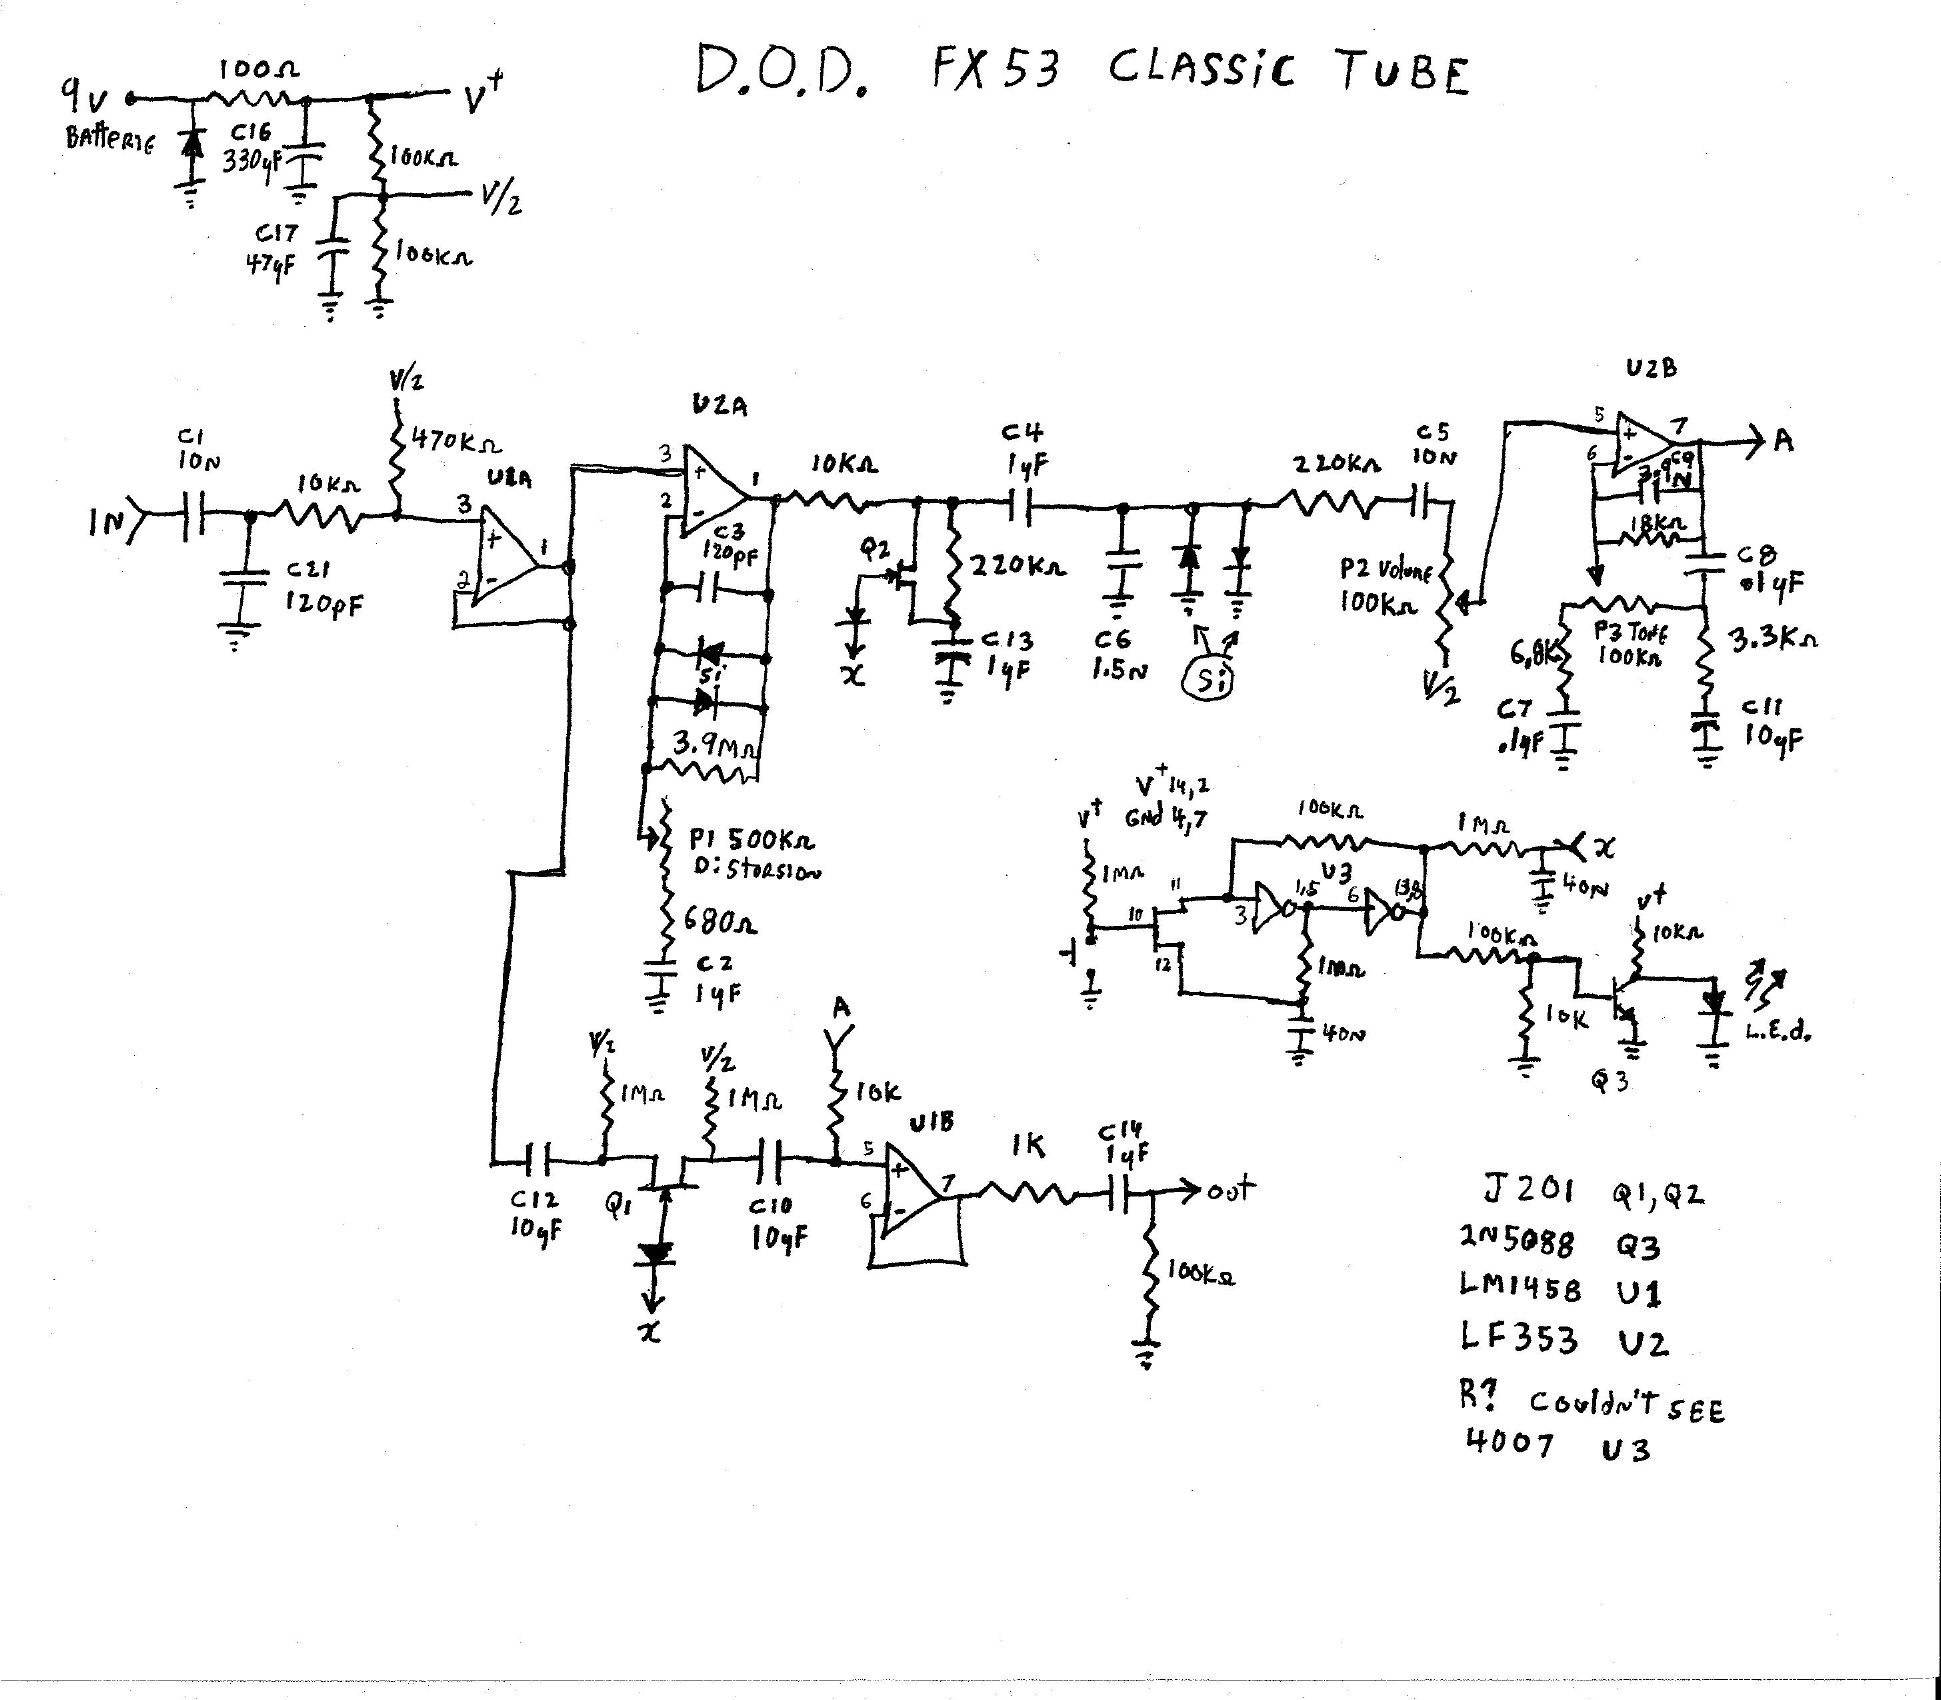 D.O.D. FX53 CLASSiC TUBE
9V
BAttERIE
100Ω
V+
C16
330µF
100KΩ
V/2
C17
47µF
100KΩ
IN
C1
10N
C21
120pF
10KΩ
V/2
470KΩ
U1A
3
+
2
-
1
U2A
3
+
2
-
1
C3
120pF
Si
3.9MΩ
P1 500KΩ
DiSTORSION
680Ω
C2
1µF
10KΩ
Q2
x
220KΩ
C13
1µF
C4
1µF
C6
1.5N
Si
220KΩ
C5
10N
P2 Volume
100KΩ
V/2
U2B
5
+
6
-
7
A
C9
3.9N
18KΩ
C8
.01µF
P3 TONE
100KΩ
6,8K
C7
.1µF
3.3KΩ
C11
10µF
V+ 14,2
GNd 4,7
V+
1MΩ
10
11
12
100KΩ
U3
3
1,5
6
13,8
1MΩ
40N
1MΩ
x
40N
100KΩ
10K
V+
10KΩ
Q3
L.E.d.
C12
10µF
V/2
1MΩ
Q1
x
V/2
1MΩ
C10
10µF
A
10K
U1B
5
+
6
-
7
1K
C14
1µF
out
100KΩ
J201 Q1,Q2
2N5088 Q3
LM1458 U1
LF353 U2
R? Couldn't SEE
4007 U3